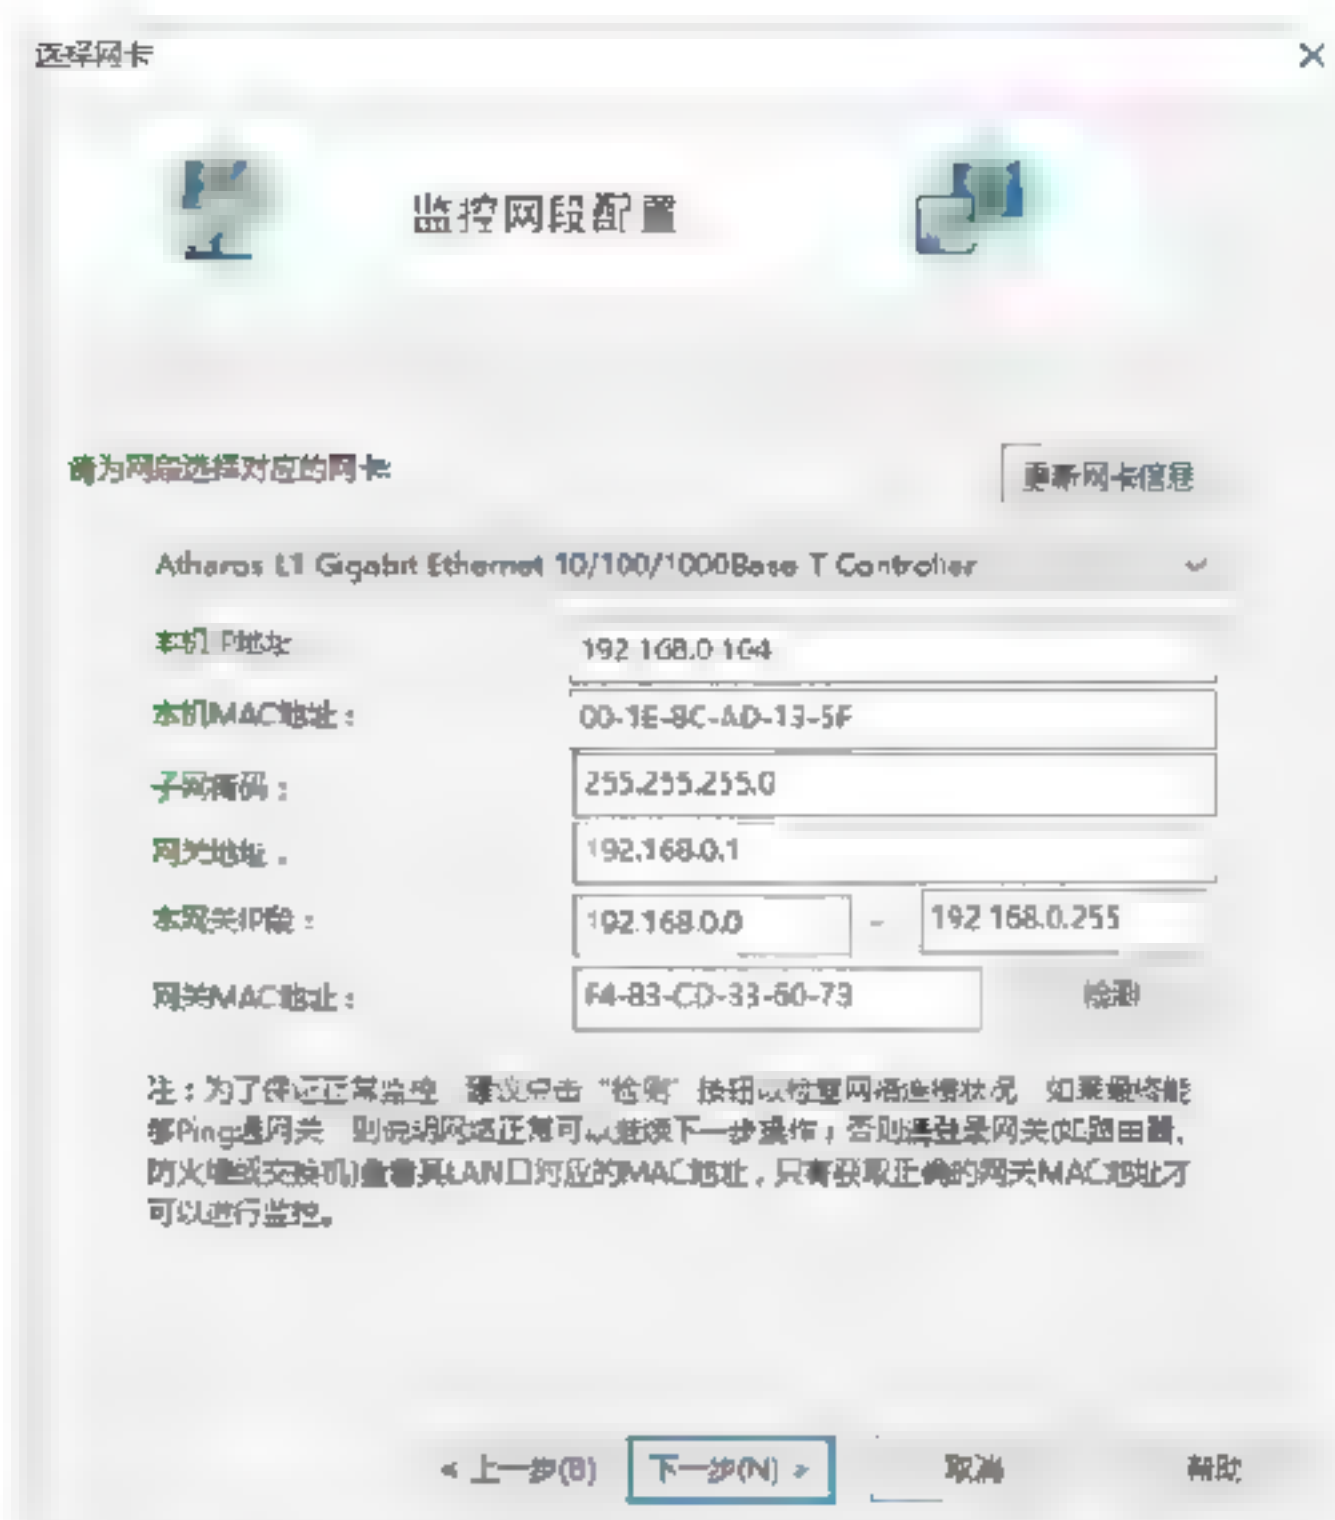 选择网卡
监控网段配置
请为网段选择对应的网卡:
更新网卡信息
Atheros L1 Gigabit Ethernet 10/100/1000Base-T Controller
本机IP地址
192.168.0.104
本机MAC地址：
00-1E-8C-AD-13-5F
子网掩码：
255.255.255.0
网关地址：
192.168.0.1
本网关IP段：
192.168.0.0 - 192.168.0.255
网关MAC地址：
F4-83-CD-33-60-73
检测
注：为了保证正常监控，建议点击“检测”按钮以检查网络连接状况，如果最终能
够Ping通网关，则说明网络正常可以继续下一步操作；否则请登录网关(如路由器、
防火墙或交换机)查看其LAN口对应的MAC地址，只有获取正确的网关MAC地址才
可以进行监控。
< 上一步(B) 下一步(N) > 取消 帮助